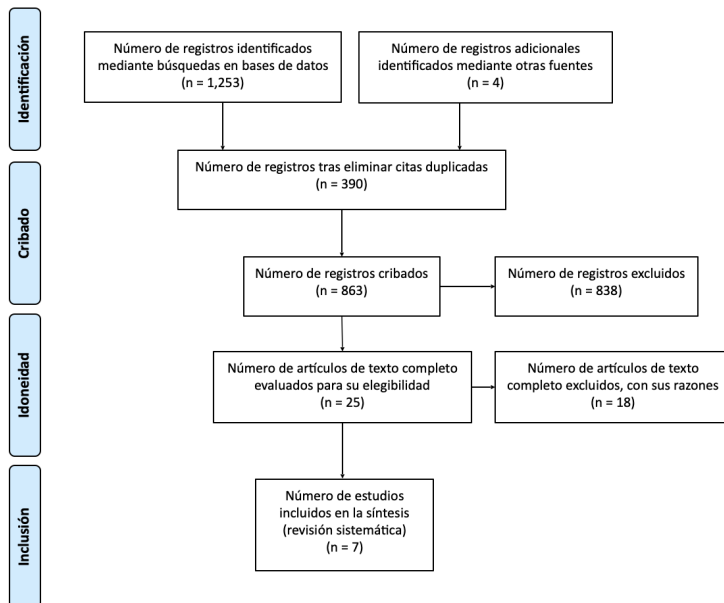 Identificación
Número de registros identificados
mediante búsquedas en bases de datos
(n = 1,253)
Número de registros adicionales
identificados mediante otras fuentes
(n = 4)
Número de registros tras eliminar citas duplicadas
(n = 390)
Cribado
Número de registros cribados
(n = 863)
Número de registros excluidos
(n = 838)
Idoneidad
Número de artículos de texto completo
evaluados para su elegibilidad
(n = 25)
Número de artículos de texto
completo excluidos, con sus razones
(n = 18)
Inclusión
Número de estudios
incluidos en la síntesis
(revisión sistemática)
(n = 7)